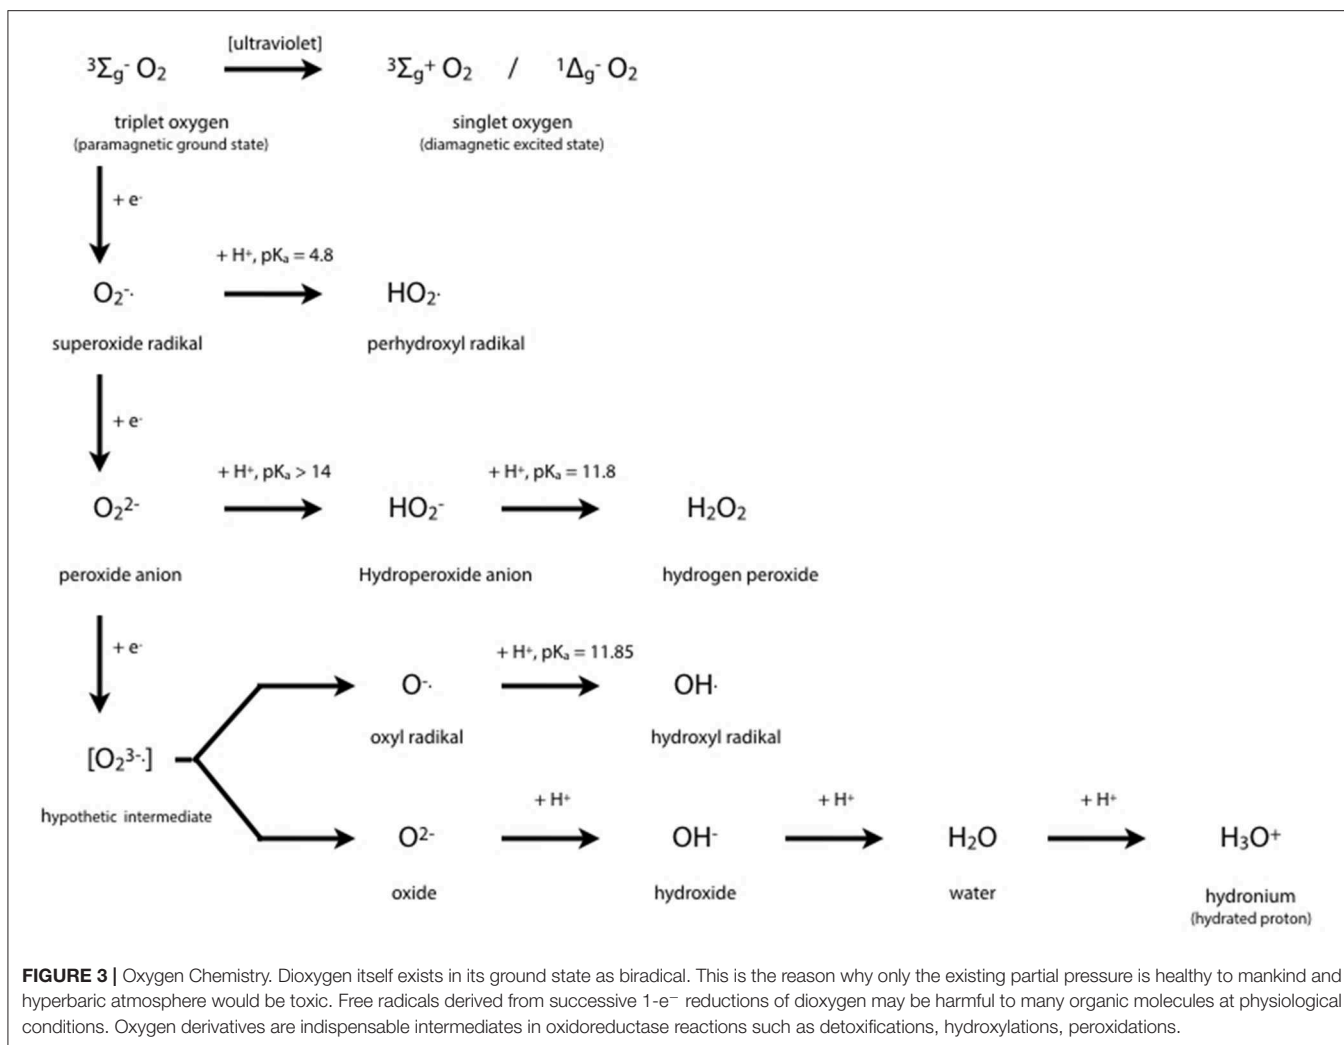 [ultraviolet]
³Σg⁻ O₂ ³Σg⁺ O₂ / ¹Δg⁻ O₂
triplet oxygen singlet oxygen
(paramagnetic ground state) (diamagnetic excited state)
+ e⁻
+ H⁺, pKₐ = 4.8
O₂⁻· HO₂·
superoxide radikal perhydroxyl radikal
+ e⁻
+ H⁺, pKₐ > 14 + H⁺, pKₐ = 11.8
O₂²⁻ HO₂⁻ H₂O₂
peroxide anion Hydroperoxide anion hydrogen peroxide
+ e⁻
+ H⁺, pKₐ = 11.85
O⁻· OH·
oxyl radikal hydroxyl radikal
[O₂³⁻·]
hypothetic intermediate
+ H⁺ + H⁺ + H⁺
O²⁻ OH⁻ H₂O H₃O⁺
oxide hydroxide water hydronium
(hydrated proton)
FIGURE 3 | Oxygen Chemistry. Dioxygen itself exists in its ground state as biradical. This is the reason why only the existing partial pressure is healthy to mankind and
hyperbaric atmosphere would be toxic. Free radicals derived from successive 1-e⁻ reductions of dioxygen may be harmful to many organic molecules at physiological
conditions. Oxygen derivatives are indispensable intermediates in oxidoreductase reactions such as detoxifications, hydroxylations, peroxidations.